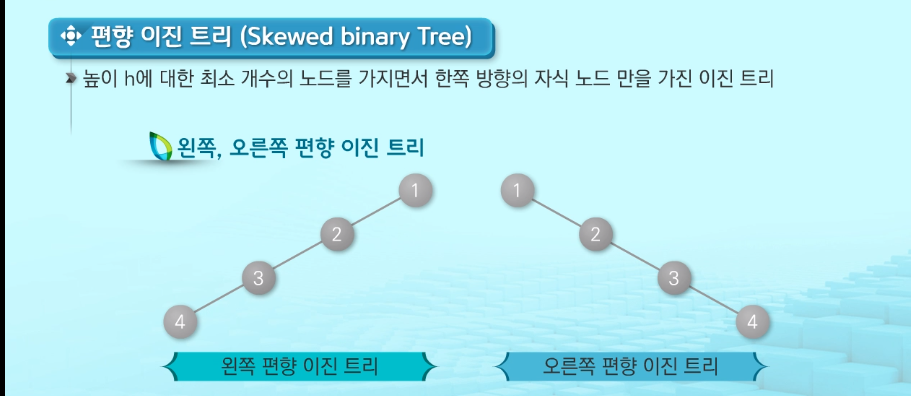 편향 이진 트리 (Skewed binary Tree)
높이 h에 대한 최소 개수의 노드를 가지면서 한쪽 방향의 자식 노드 만을 가진 이진 트리
왼쪽, 오른쪽 편향 이진 트리
1
2
3
4
1
2
3
4
왼쪽 편향 이진 트리
오른쪽 편향 이진 트리